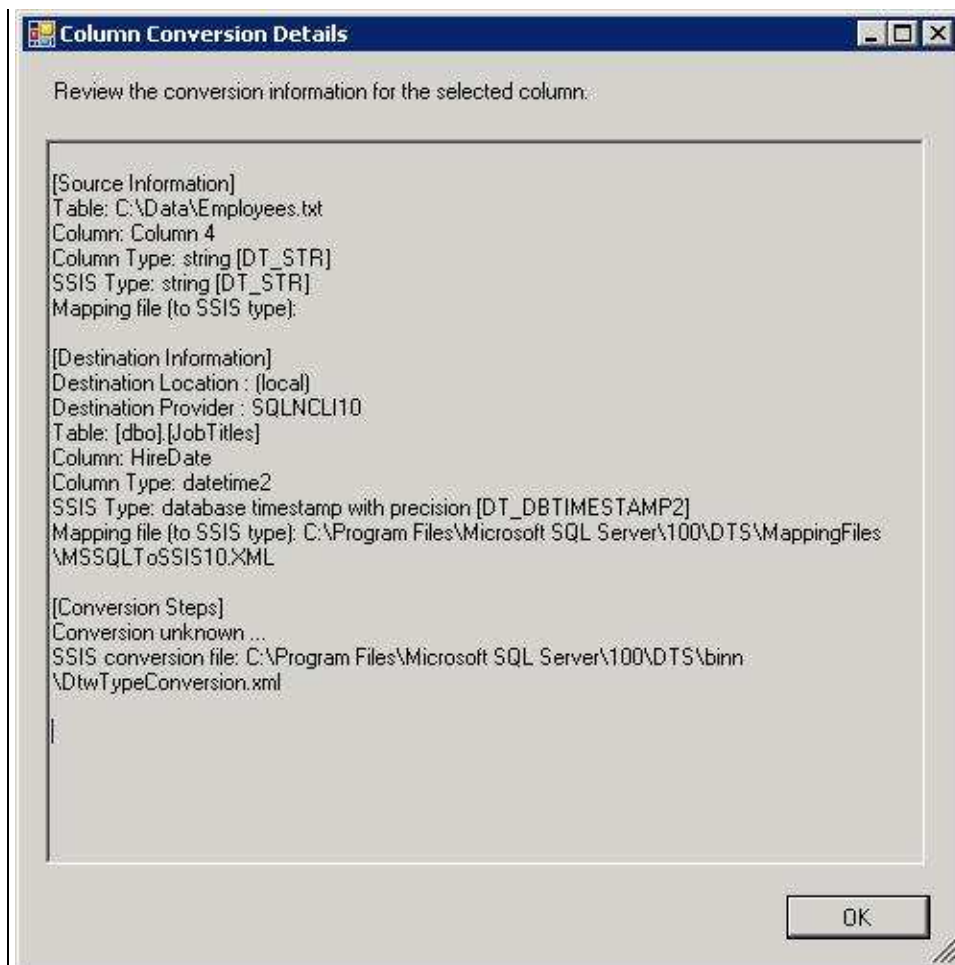 Column Conversion Details
Review the conversion information for the selected column:
[Source Information]
Table: C:\Data\Employees.txt
Column: Column 4
Column Type: string [DT_STR]
SSIS Type: string [DT_STR]
Mapping file (to SSIS type):
[Destination Information]
Destination Location : (local)
Destination Provider : SQLNCLI10
Table: [dbo].[JobTitles]
Column: HireDate
Column Type: datetime2
SSIS Type: database timestamp with precision [DT_DBTIMESTAMP2]
Mapping file (to SSIS type): C:\Program Files\Microsoft SQL Server\100\DTS\MappingFiles
\MSSQLToSSIS10.XML
[Conversion Steps]
Conversion unknown ...
SSIS conversion file: C:\Program Files\Microsoft SQL Server\100\DTS\binn
\DtwTypeConversion.xml
OK